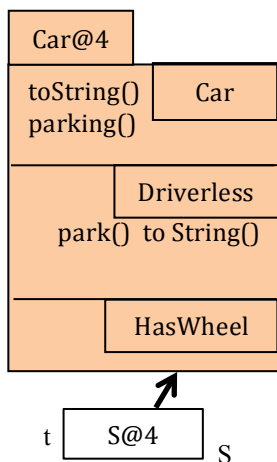 Car@4
toString() Car
parking()
Driverless
park() to String()
HasWheel
t S@4 S